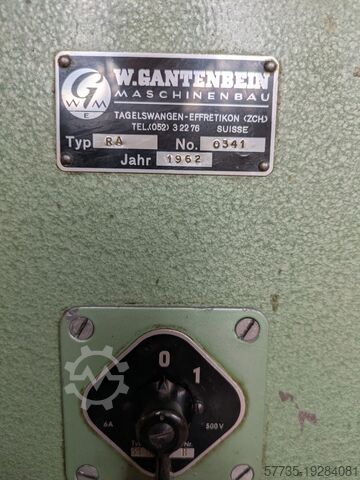 G
WMM
E
W. GANTENBEIN
MASCHINENBAU
TAGELSWANGEN-EFFRETIKON (ZCH.)
TEL.(052) 3 22 76 SUISSE
Typ RA No. 0341
Jahr 1962
0 1
6A 500V
57735-19284081